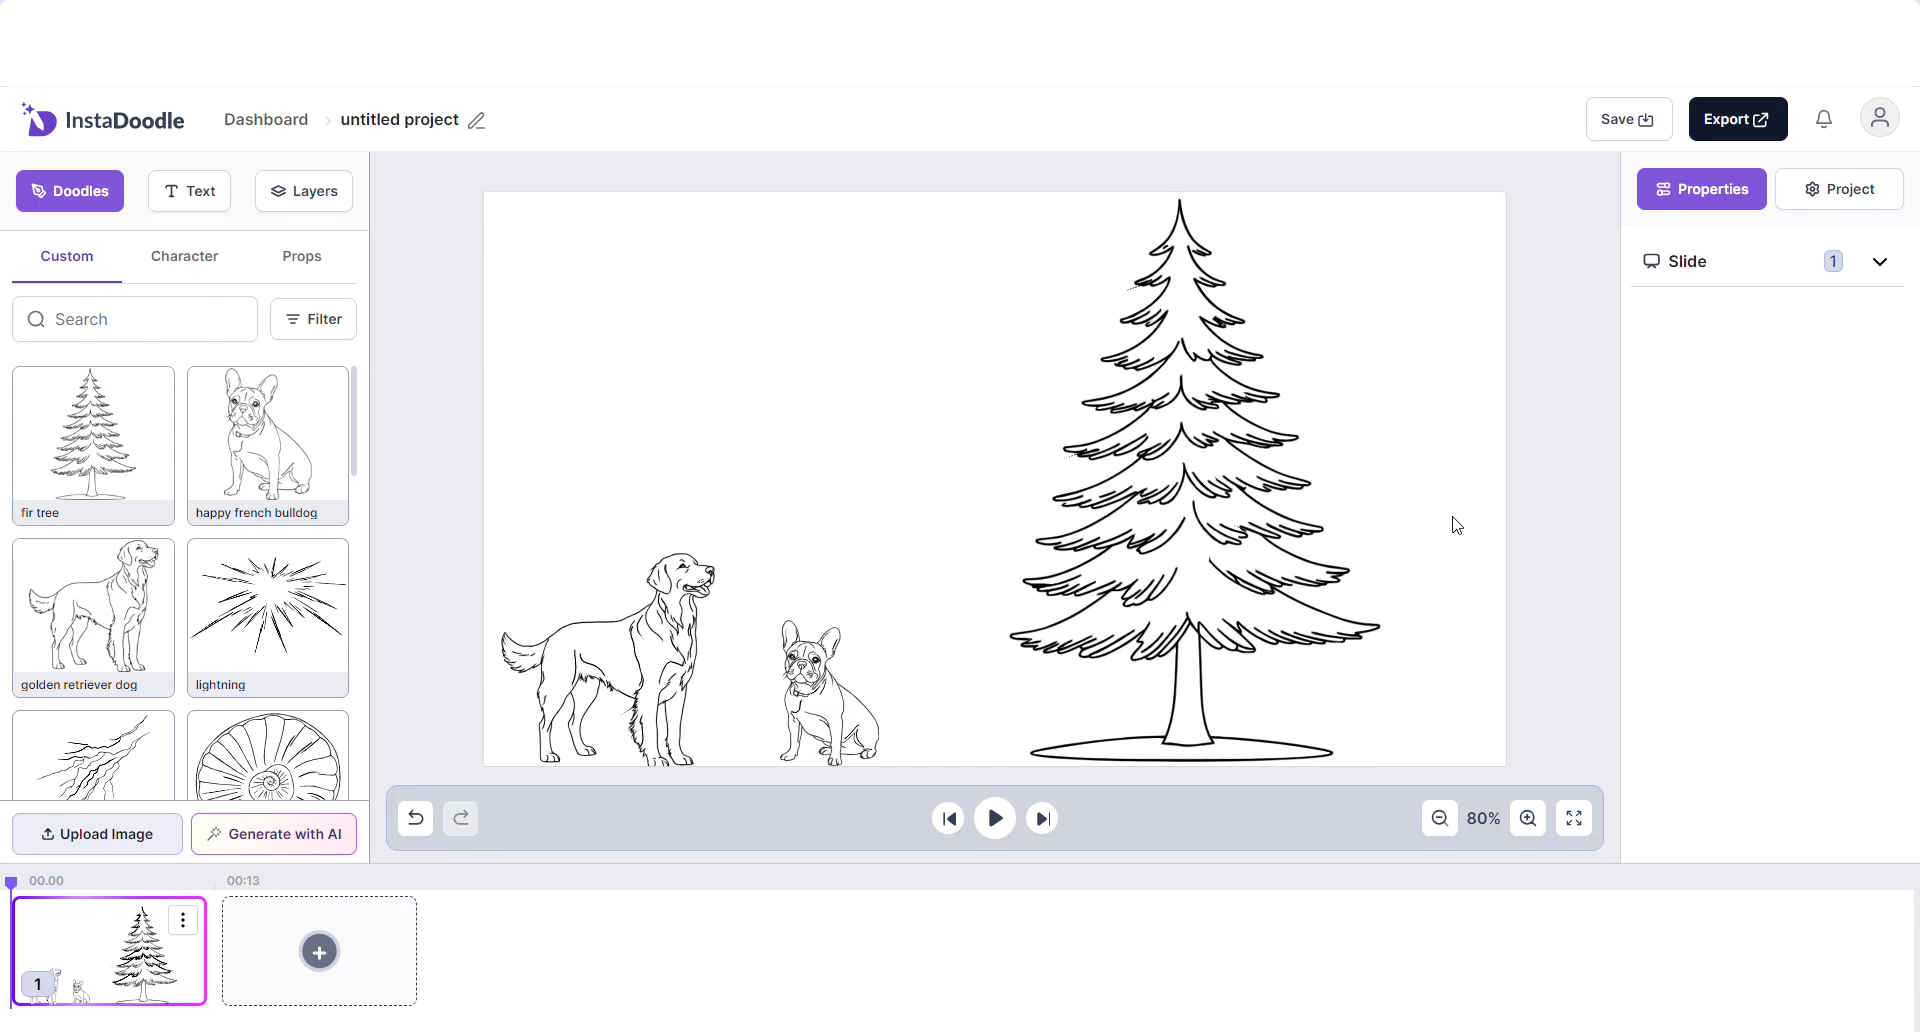 InstaDoodle
Dashboard > untitled project
Save
Export
Doodles
Text
Layers
Properties
Project
Custom
Character
Props
Slide
1
Search
Filter
fir tree
happy french bulldog
golden retriever dog
lightning
Upload Image
Generate with AI
80%
00.00
00:13
1